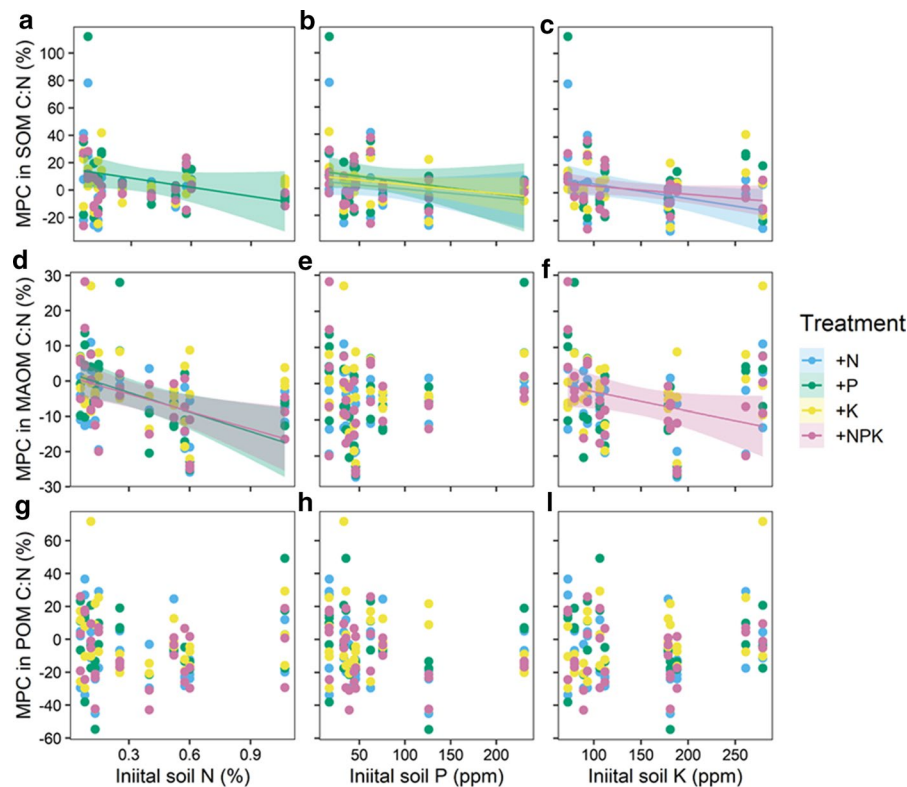 a
b
c
MPC in SOM C:N (%)
100
80
60
40
20
0
-20
d
e
f
MPC in MAOM C:N (%)
30
20
10
0
-10
-20
-30
g
h
I
MPC in POM C:N (%)
60
40
20
0
-20
-40
-60
0.3 0.6 0.9
Iniital soil N (%)
50 100 150 200
Iniital soil P (ppm)
100 150 200 250
Iniital soil K (ppm)
Treatment
+N
+P
+K
+NPK